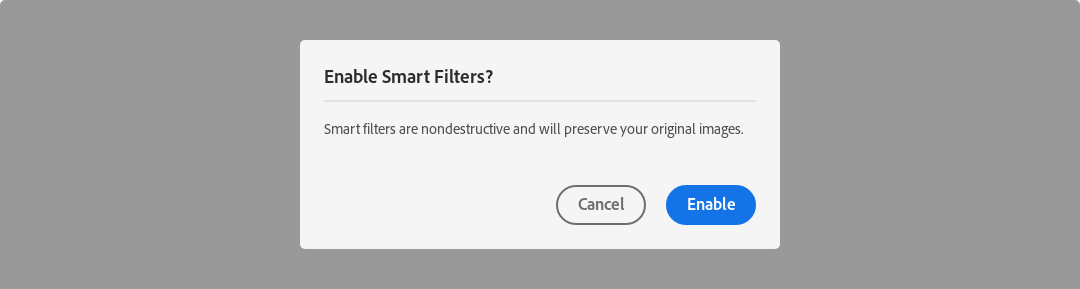 Enable Smart Filters?
Smart filters are nondestructive and will preserve your original images.
Cancel
Enable